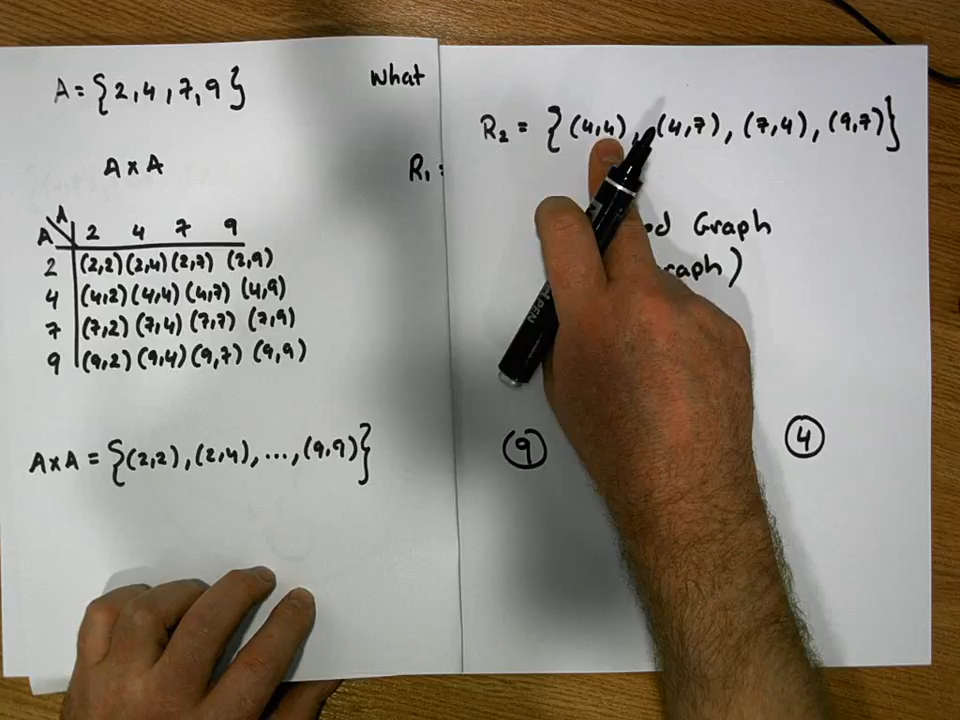 A = {2,4,7,9}
A x A
A
A 2 4 7 9
2 (2,2) (2,4) (2,7) (2,9)
4 (4,2) (4,4) (4,7) (4,9)
7 (7,2) (7,4) (7,7) (7,9)
9 (9,2) (9,4) (9,7) (9,9)
A x A = {(2,2), (2,4), ..., (9,9)}
What
R₁ =
R₂ = {(4,4), (4,7), (7,4), (9,7)}
Graph
9 4